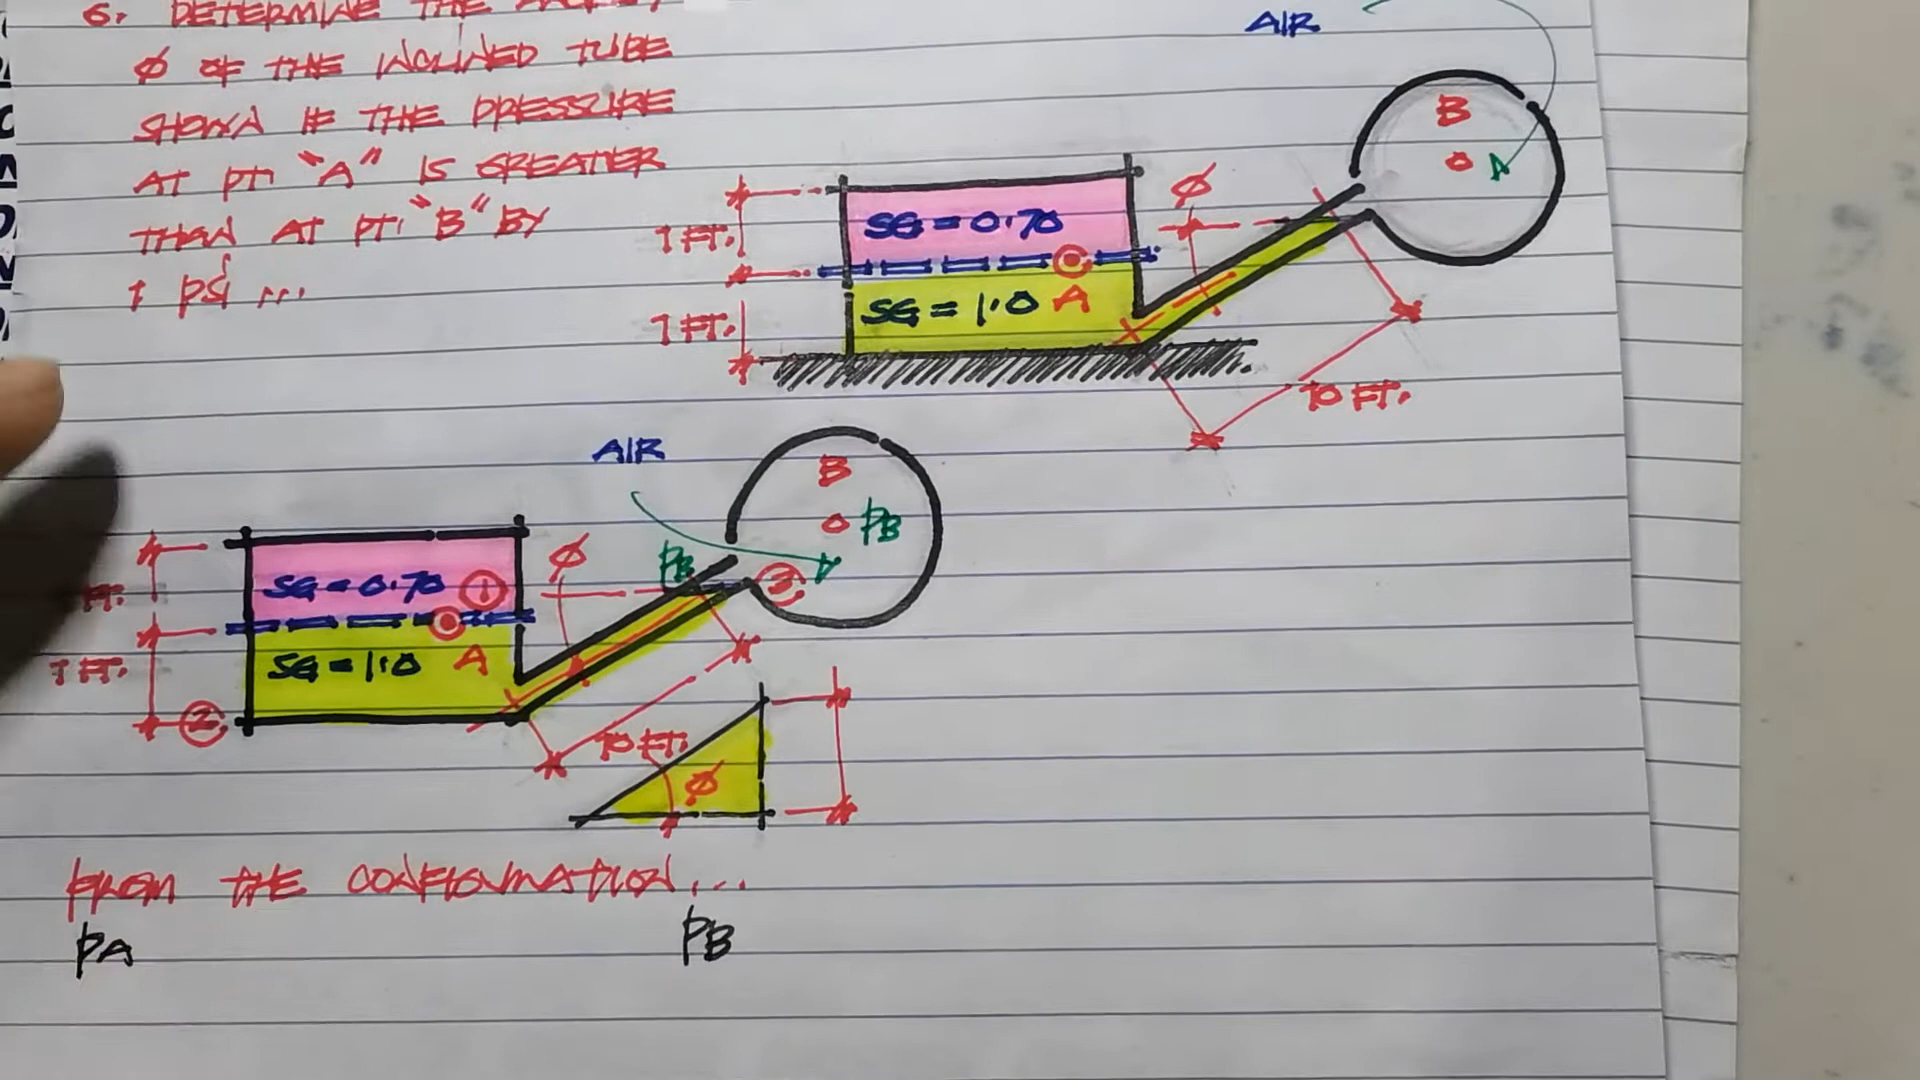 6. DETERMINE THE
Ø OF THE INCLINED TUBE
SHOWN IF THE PRESSURE
AT PT. "A" IS GREATER
THAN AT PT. "B" BY
1 psi ...
AIR
B
Ø
1 FT.
SG = 0.70
1 FT.
SG = 1.0 A
10 FT.
AIR
B
PB
Ø
PB
FT.
SG = 0.70 1
3
1 FT.
SG = 1.0 A
2
10 FT.
Ø
FROM THE CONFIGURATION...
PA PB